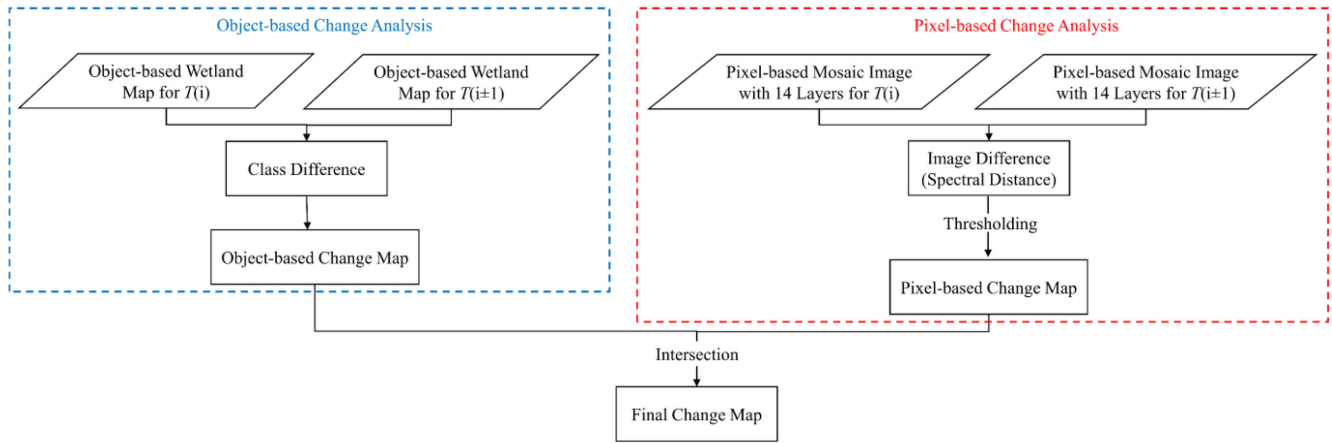 Object-based Change Analysis
Object-based Wetland
Map for T(i)
Object-based Wetland
Map for T(i±1)
Class Difference
Object-based Change Map
Pixel-based Change Analysis
Pixel-based Mosaic Image
with 14 Layers for T(i)
Pixel-based Mosaic Image
with 14 Layers for T(i±1)
Image Difference
(Spectral Distance)
Thresholding
Pixel-based Change Map
Intersection
Final Change Map